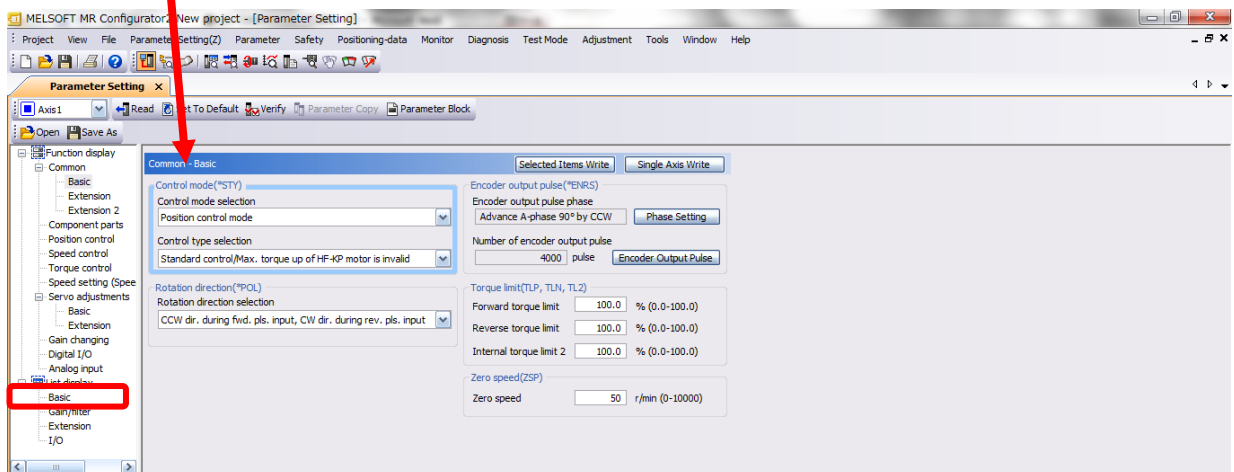 MELSOFT MR Configurator2 New project - [Parameter Setting]
Project View File Parameter Setting(Z) Parameter Safety Positioning-data Monitor Diagnosis Test Mode Adjustment Tools Window Help
Parameter Setting
Axis1 Read Set To Default Verify Parameter Copy Parameter Block
Open Save As
Function display
Common
Basic
Extension
Extension 2
Component parts
Position control
Speed control
Torque control
Speed setting (Spee
Servo adjustments
Basic
Extension
Gain changing
Digital I/O
Analog input
List display
Basic
Gain/filter
Extension
I/O
Common - Basic Selected Items Write Single Axis Write
Control mode(*STY)
Control mode selection
Position control mode
Control type selection
Standard control/Max. torque up of HF-KP motor is invalid
Rotation direction(*POL)
Rotation direction selection
CCW dir. during fwd. pls. input, CW dir. during rev. pls. input
Encoder output pulse(*ENRS)
Encoder output pulse phase
Advance A-phase 90° by CCW Phase Setting
Number of encoder output pulse
4000 pulse Encoder Output Pulse
Torque limit(TLP, TLN, TL2)
Forward torque limit 100.0 % (0.0-100.0)
Reverse torque limit 100.0 % (0.0-100.0)
Internal torque limit 2 100.0 % (0.0-100.0)
Zero speed(ZSP)
Zero speed 50 r/min (0-10000)